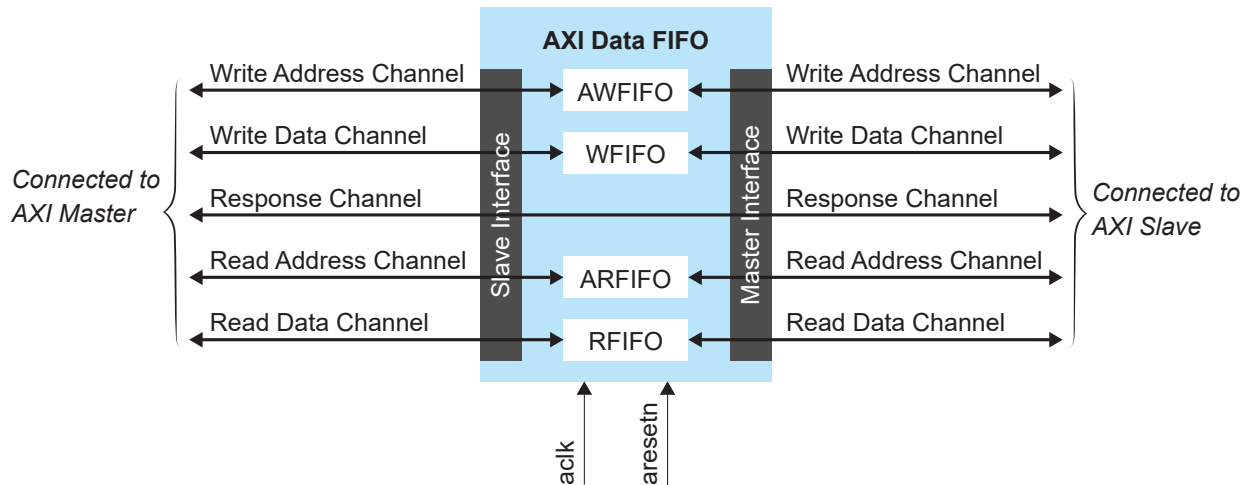 AXI Data FIFO
Write Address Channel
AWFIFO
Write Address Channel
Write Data Channel
WFIFO
Write Data Channel
Connected to
AXI Master
Response Channel
Response Channel
Connected to
AXI Slave
Slave Interface
Master Interface
Read Address Channel
ARFIFO
Read Address Channel
Read Data Channel
RFIFO
Read Data Channel
aclk
aresetn